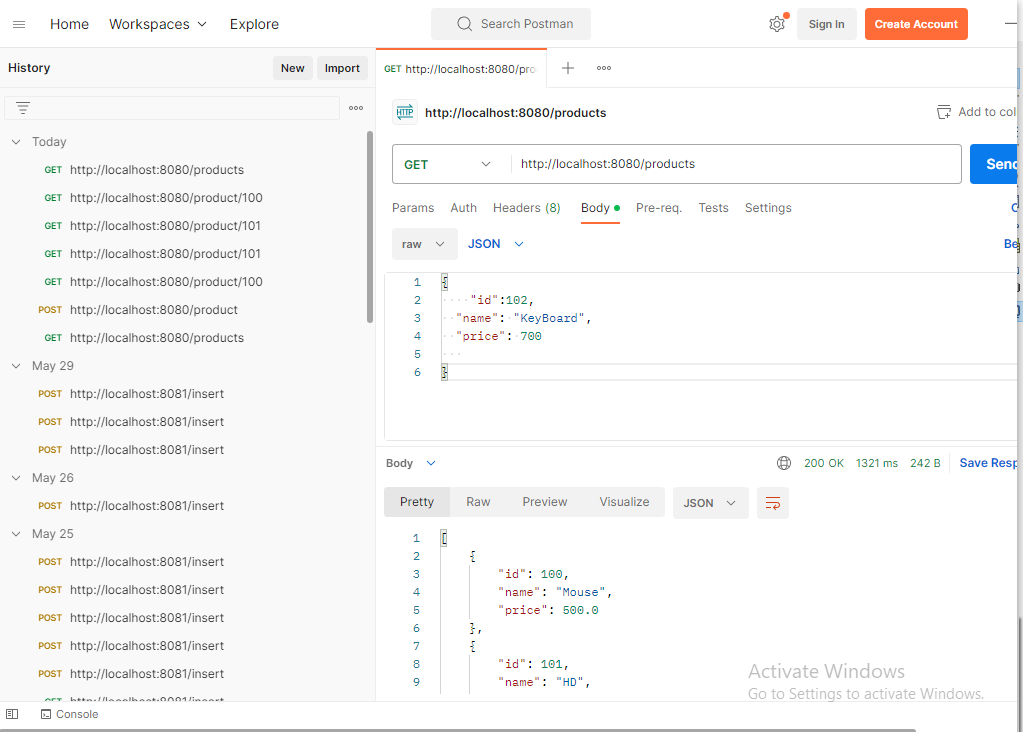 Home Workspaces Explore Search Postman Sign In Create Account
History New Import
Today
GET http://localhost:8080/products
GET http://localhost:8080/product/100
GET http://localhost:8080/product/101
GET http://localhost:8080/product/101
GET http://localhost:8080/product/100
POST http://localhost:8080/product
GET http://localhost:8080/products
May 29
POST http://localhost:8081/insert
POST http://localhost:8081/insert
POST http://localhost:8081/insert
May 26
POST http://localhost:8081/insert
May 25
POST http://localhost:8081/insert
POST http://localhost:8081/insert
POST http://localhost:8081/insert
POST http://localhost:8081/insert
POST http://localhost:8081/insert
GET http://localhost:8081/insert
Console
GET http://localhost:8080/pro
HTTP http://localhost:8080/products Add to col
GET http://localhost:8080/products Send
Params Auth Headers (8) Body Pre-req. Tests Settings C
raw JSON Be
1 {
2 "id":102,
3 "name": "KeyBoard",
4 "price": 700
5
6 }
Body 200 OK 1321 ms 242 B Save Resp
Pretty Raw Preview Visualize JSON
1 [
2 {
3 "id": 100,
4 "name": "Mouse",
5 "price": 500.0
6 },
7 {
8 "id": 101,
9 "name": "HD",
Activate Windows
Go to Settings to activate Windows.